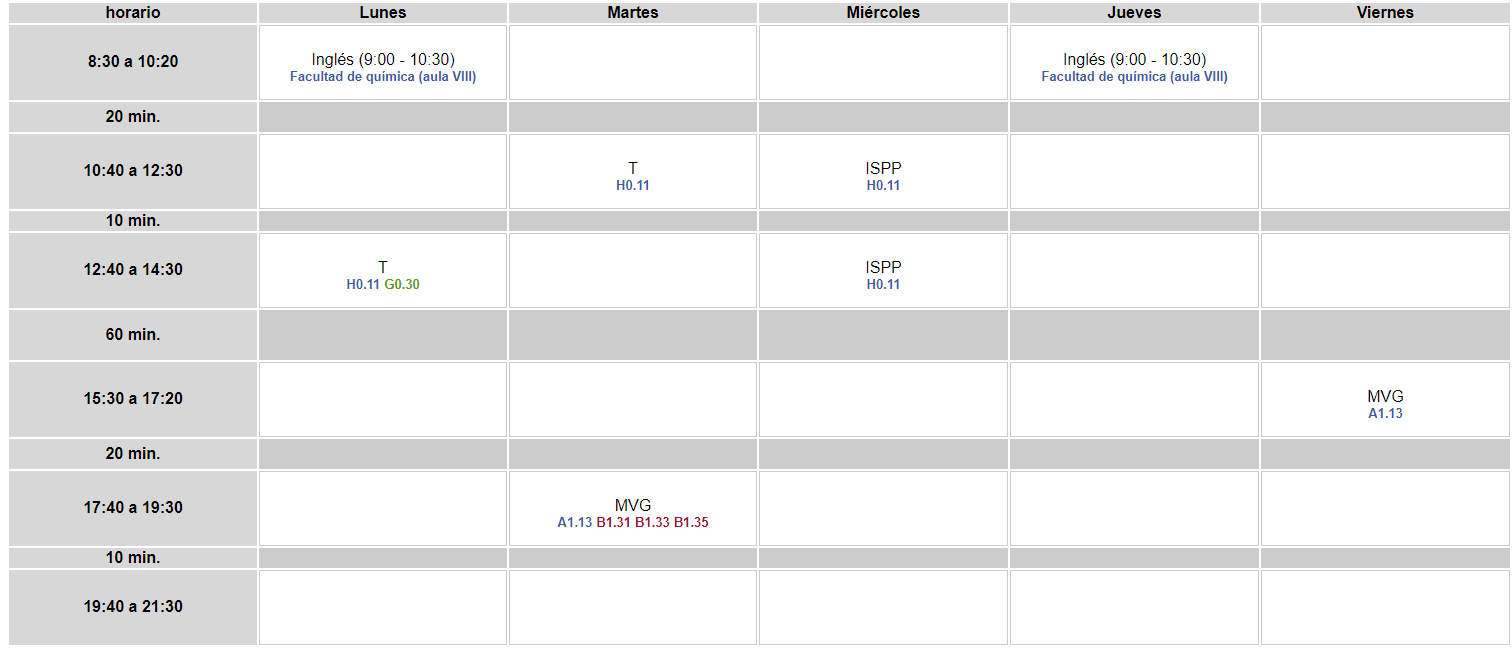 horario Lunes Martes Miércoles Jueves Viernes
8:30 a 10:20
Inglés (9:00 - 10:30)
Facultad de química (aula VIII)
Inglés (9:00 - 10:30)
Facultad de química (aula VIII)
20 min.
10:40 a 12:30
T
H0.11
ISPP
H0.11
10 min.
12:40 a 14:30
T
H0.11 G0.30
ISPP
H0.11
60 min.
15:30 a 17:20
MVG
A1.13
20 min.
17:40 a 19:30
MVG
A1.13 B1.31 B1.33 B1.35
10 min.
19:40 a 21:30